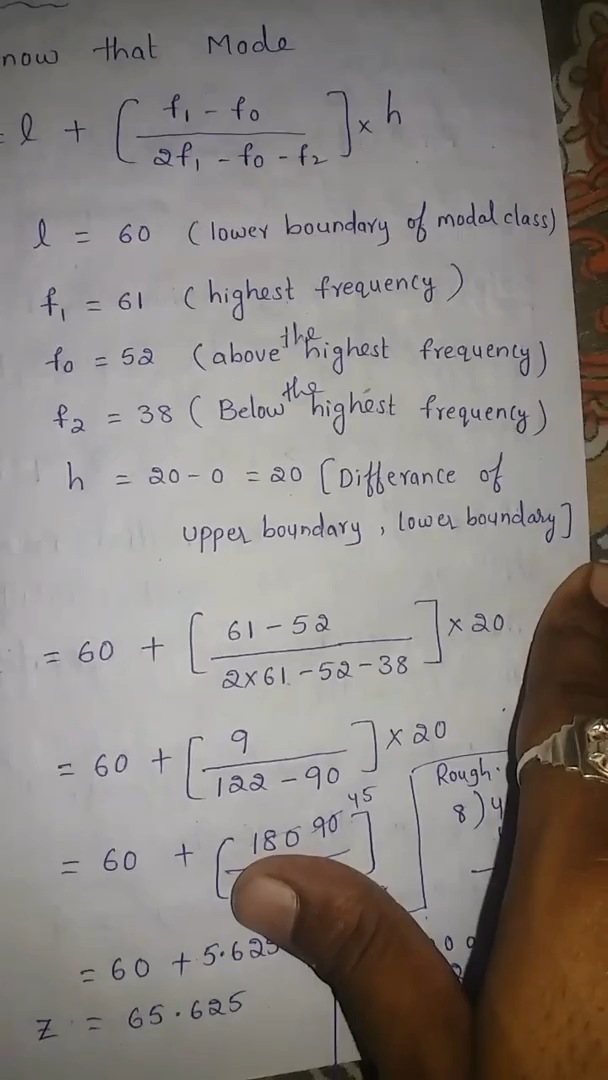 now that Mode
= l + [ f₁ - f₀ / 2f₁ - f₀ - f₂ ] × h
l = 60 (lower boundary of modal class)
f₁ = 61 (highest frequency)
f₀ = 52 (above the highest frequency)
f₂ = 38 (Below the highest frequency)
h = 20 - 0 = 20 [Differance of
upper boundary, lower boundary]
= 60 + [ 61 - 52 / 2×61 - 52 - 38 ] × 20
= 60 + [ 9 / 122 - 90 ] × 20
Rough.
8)4
= 60 + [ 180 90 45 ]
= 60 + 5.625
z = 65.625